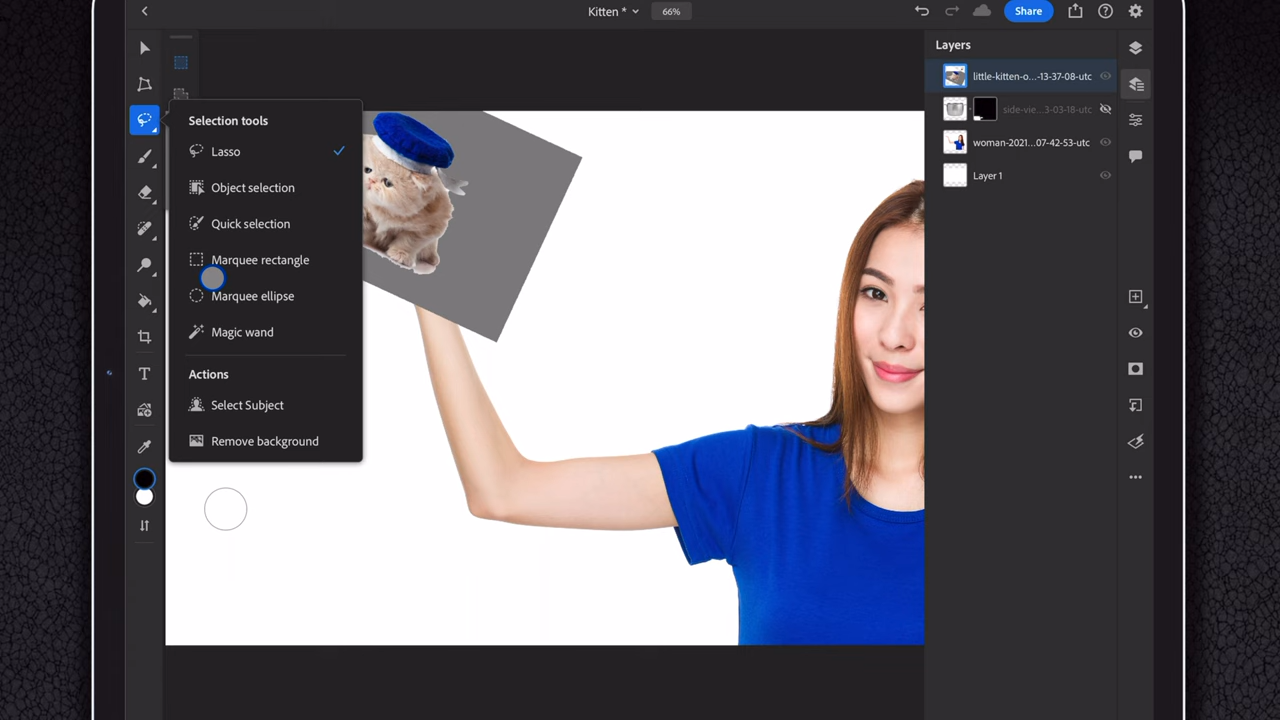 Kitten *
66%
Share
Layers
little-kitten-o...-13-37-08-utc
side-vie...3-03-18-utc
woman-2021...07-42-53-utc
Layer 1
Selection tools
Lasso
Object selection
Quick selection
Marquee rectangle
Marquee ellipse
Magic wand
Actions
Select Subject
Remove background